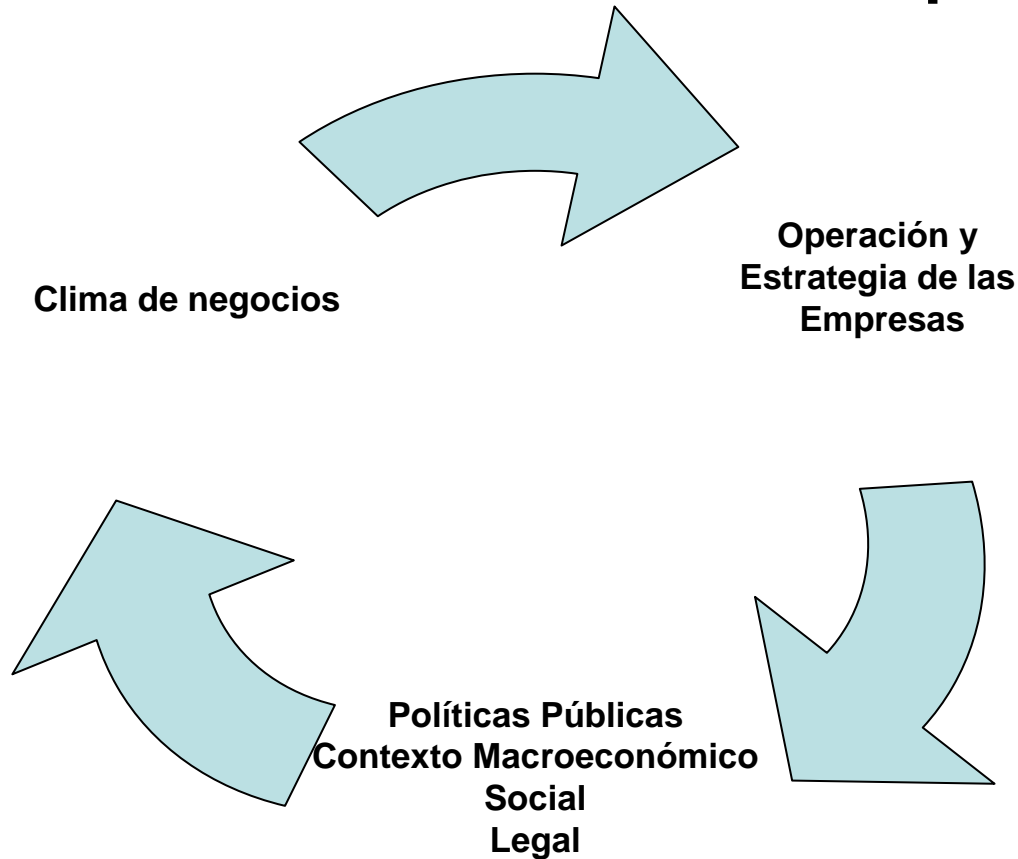 Clima de negocios
Operación y
Estrategia de las
Empresas
Políticas Públicas
Contexto Macroeconómico
Social
Legal